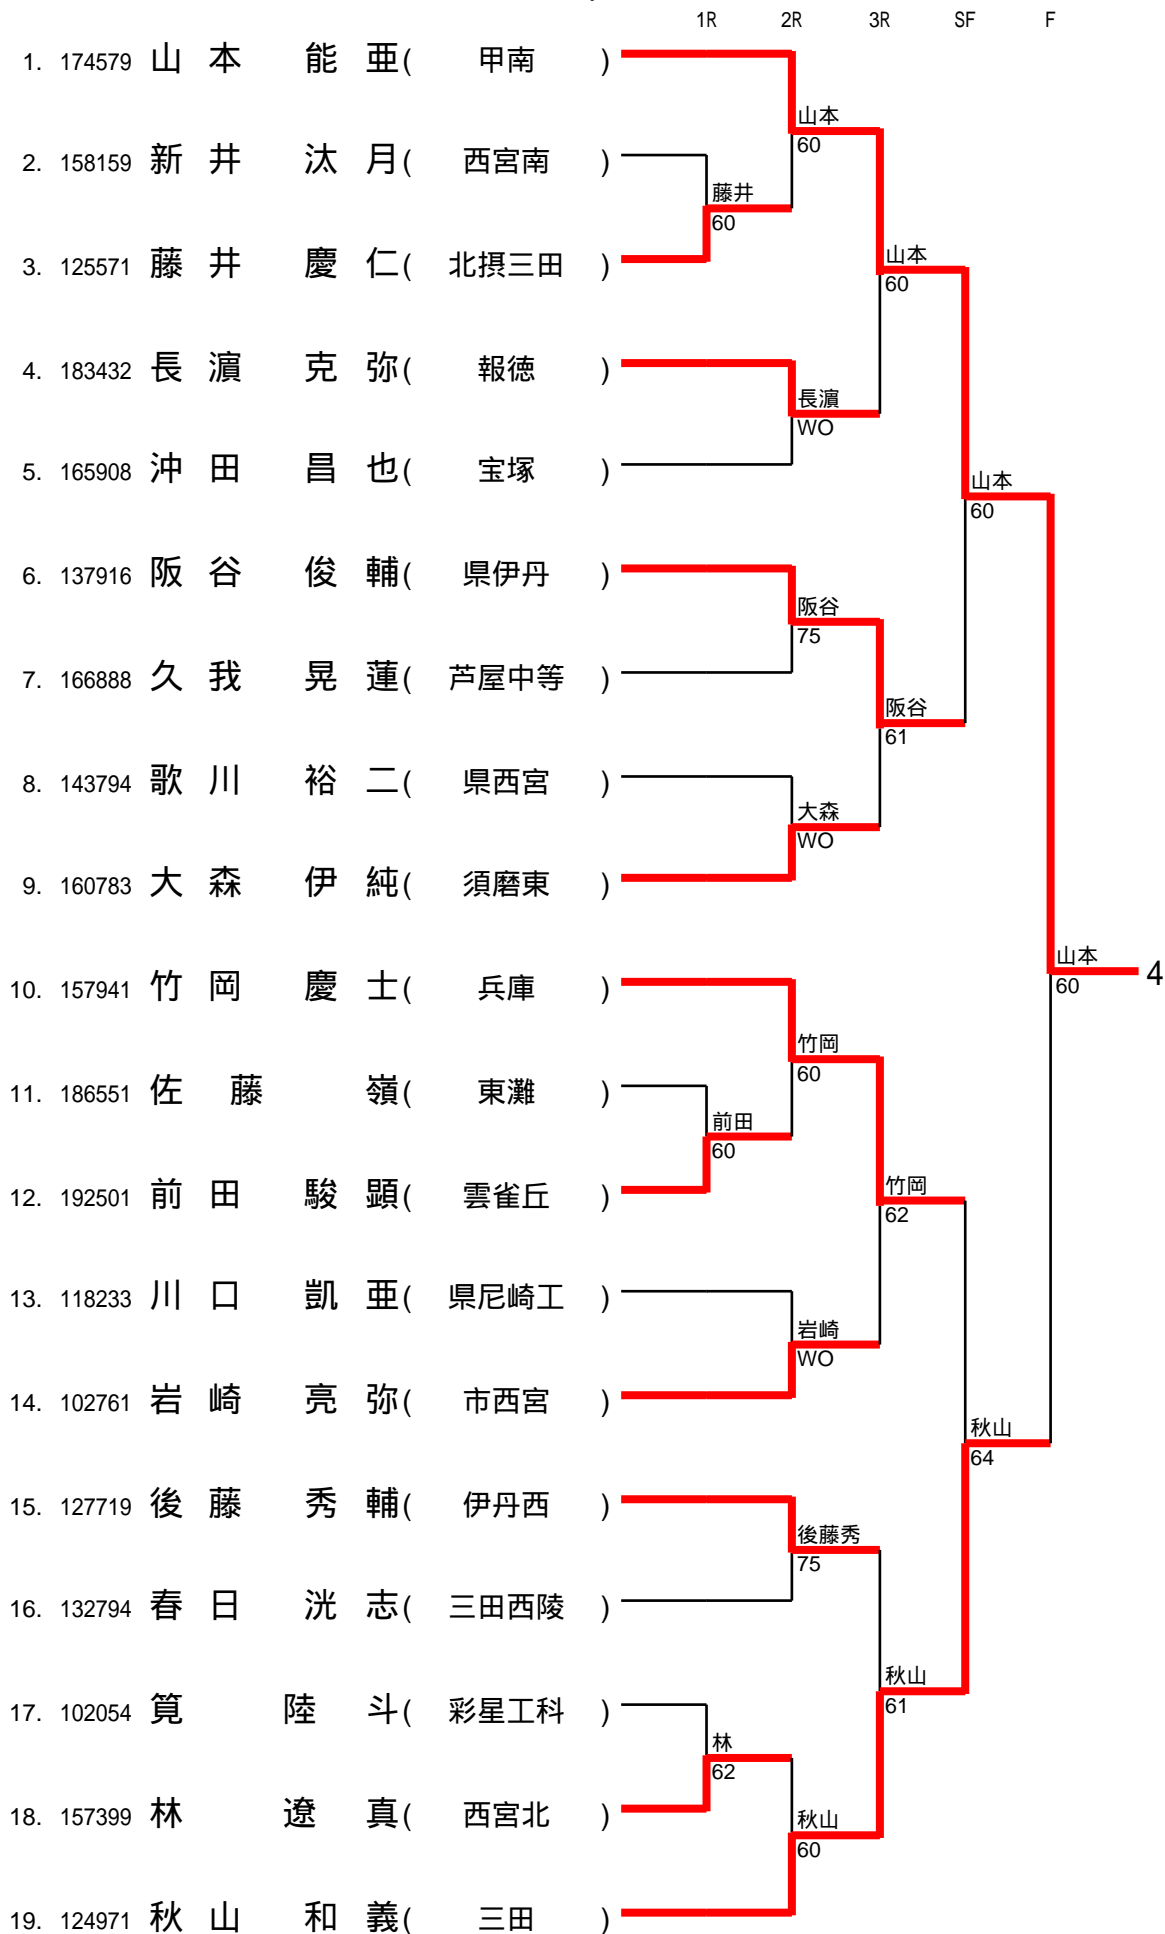 1R 2R 3R SF F
1. 174579 山本 能亜( 甲南 )
山本
60
2. 158159 新井 汰月( 西宮南 )
藤井
60
3. 125571 藤井 慶仁( 北摂三田 )
山本
60
4. 183432 長濵 克弥( 報徳 )
長濵
WO
5. 165908 沖田 昌也( 宝塚 )
山本
60
6. 137916 阪谷 俊輔( 県伊丹 )
阪谷
75
7. 166888 久我 晃蓮( 芦屋中等 )
阪谷
61
8. 143794 歌川 裕二( 県西宮 )
大森
WO
9. 160783 大森 伊純( 須磨東 )
山本
60
4
10. 157941 竹岡 慶士( 兵庫 )
竹岡
60
11. 186551 佐藤 嶺( 東灘 )
前田
60
12. 192501 前田 駿顕( 雲雀丘 )
竹岡
62
13. 118233 川口 凱亜( 県尼崎工 )
岩崎
WO
14. 102761 岩崎 亮弥( 市西宮 )
秋山
64
15. 127719 後藤 秀輔( 伊丹西 )
後藤秀
75
16. 132794 春日 洸志( 三田西陵 )
秋山
61
17. 102054 筧 陸斗( 彩星工科 )
林
62
18. 157399 林 遼真( 西宮北 )
秋山
60
19. 124971 秋山 和義( 三田 )